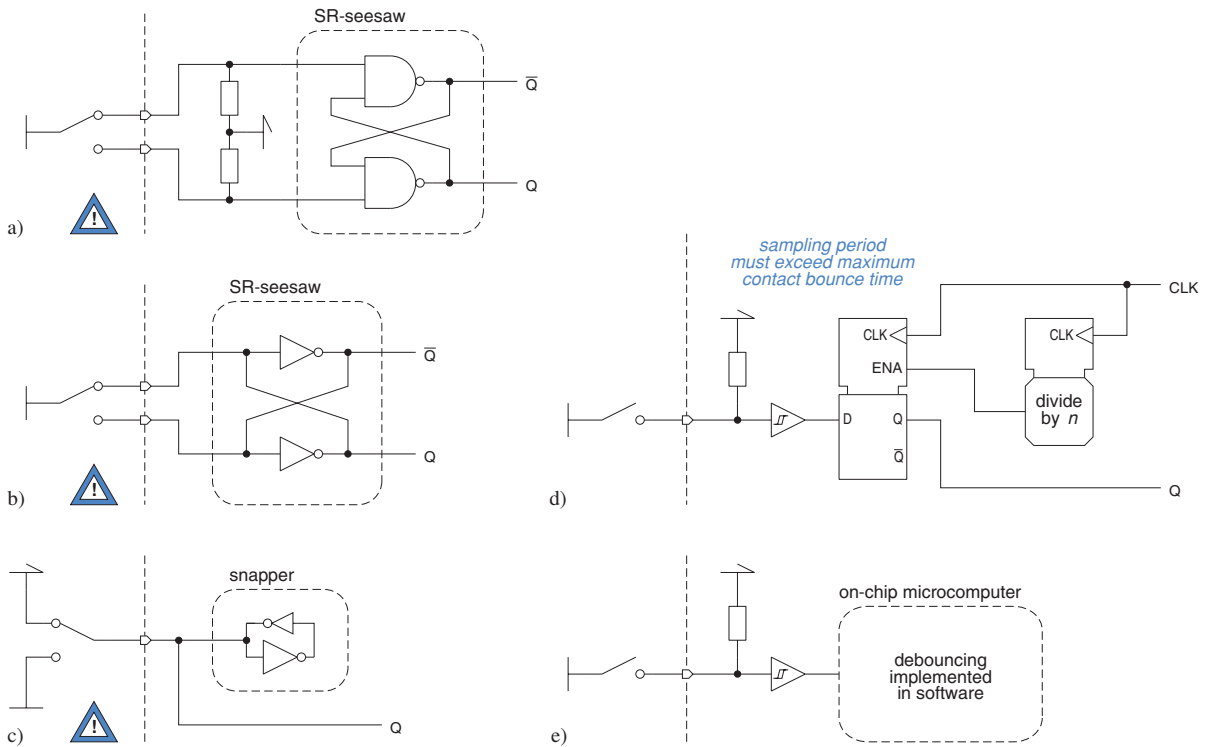 SR-seesaw
Q̅
Q
!
a)
SR-seesaw
Q̅
Q
!
b)
snapper
Q
!
c)
sampling period
must exceed maximum
contact bounce time
CLK
CLK
CLK
ENA
divide
by n
D
Q
Q̅
Q
d)
on-chip microcomputer
debouncing
implemented
in software
e)